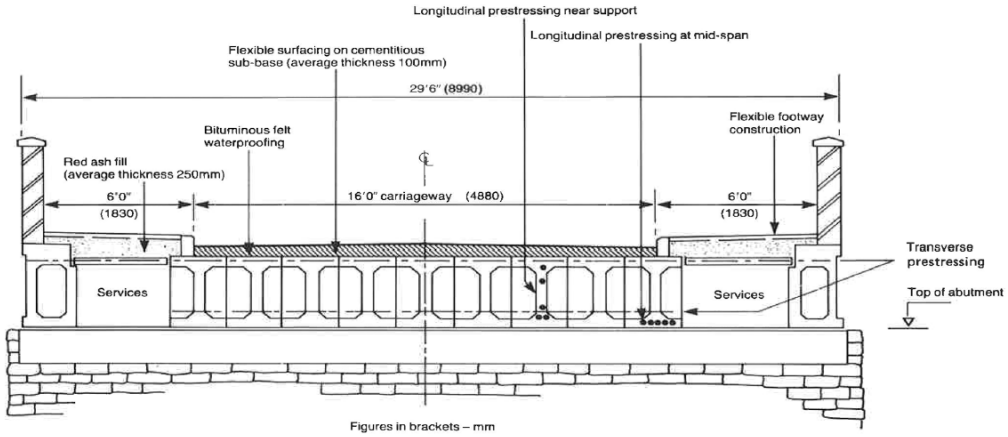 Longitudinal prestressing near support
Longitudinal prestressing at mid-span
Flexible surfacing on cementitious
sub-base (average thickness 100mm)
29'6" (8990)
Bituminous felt
waterproofing
Flexible footway
construction
Red ash fill
(average thickness 250mm)
℄
6'0"
(1830)
16'0" carriageway (4880)
6'0"
(1830)
Transverse
prestressing
Services
Services
Top of abutment
Figures in brackets – mm